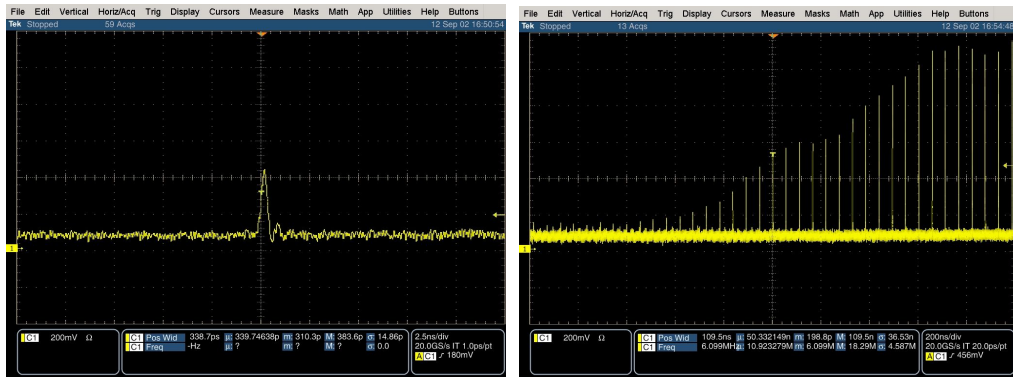 File Edit Vertical Horiz/Acq Trig Display Cursors Measure Masks Math App Utilities Help Buttons
Tek Stopped 59 Acqs 12 Sep 02 16:50:54
1
C1 200mV Ω
C1 Pos Wid 338.7ps µ: 339.74638p m: 310.3p M: 383.6p σ: 14.86p
C1 Freq -Hz µ: ? m: ? M: ? σ: 0.0
2.5ns/div
20.0GS/s IT 1.0ps/pt
A C1 180mV
File Edit Vertical Horiz/Acq Trig Display Cursors Measure Masks Math App Utilities Help Buttons
Tek Stopped 13 Acqs 12 Sep 02 16:54:48
1
C1 200mV Ω
C1 Pos Wid 109.5ns µ: 50.332149n m: 198.8p M: 109.5n σ: 36.53n
C1 Freq 6.099MHz µ: 10.923279M m: 6.099M M: 18.29M σ: 4.587M
200ns/div
20.0GS/s IT 20.0ps/pt
A C1 456mV